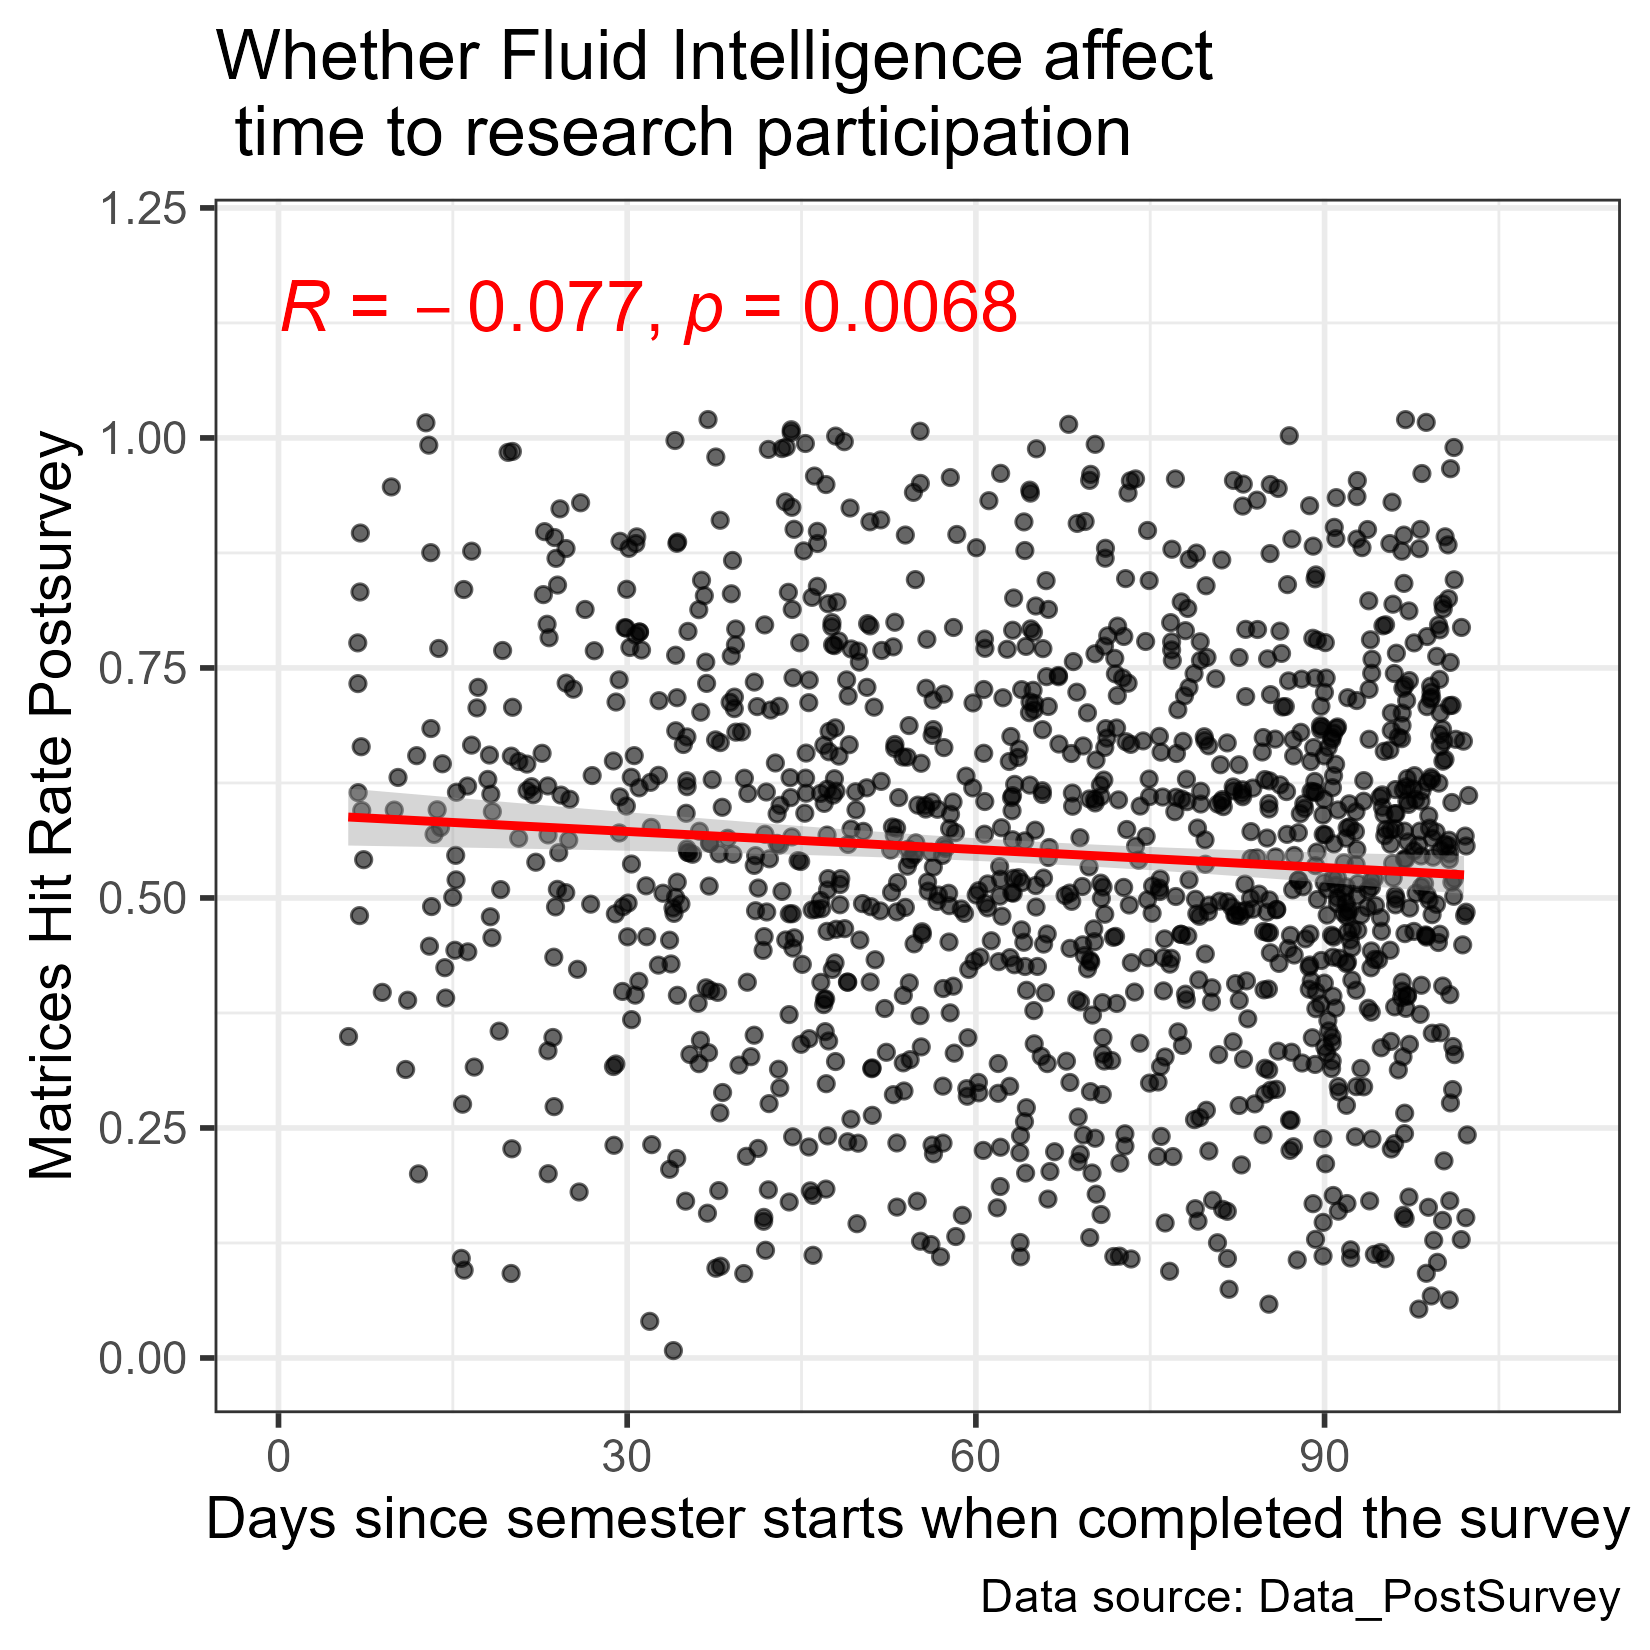 Whether Fluid Intelligence affect
time to research participation
1.25
R = − 0.077, p = 0.0068
1.00
0.75
0.50
0.25
0.00
Matrices Hit Rate Postsurvey
0 30 60 90
Days since semester starts when completed the survey
Data source: Data_PostSurvey